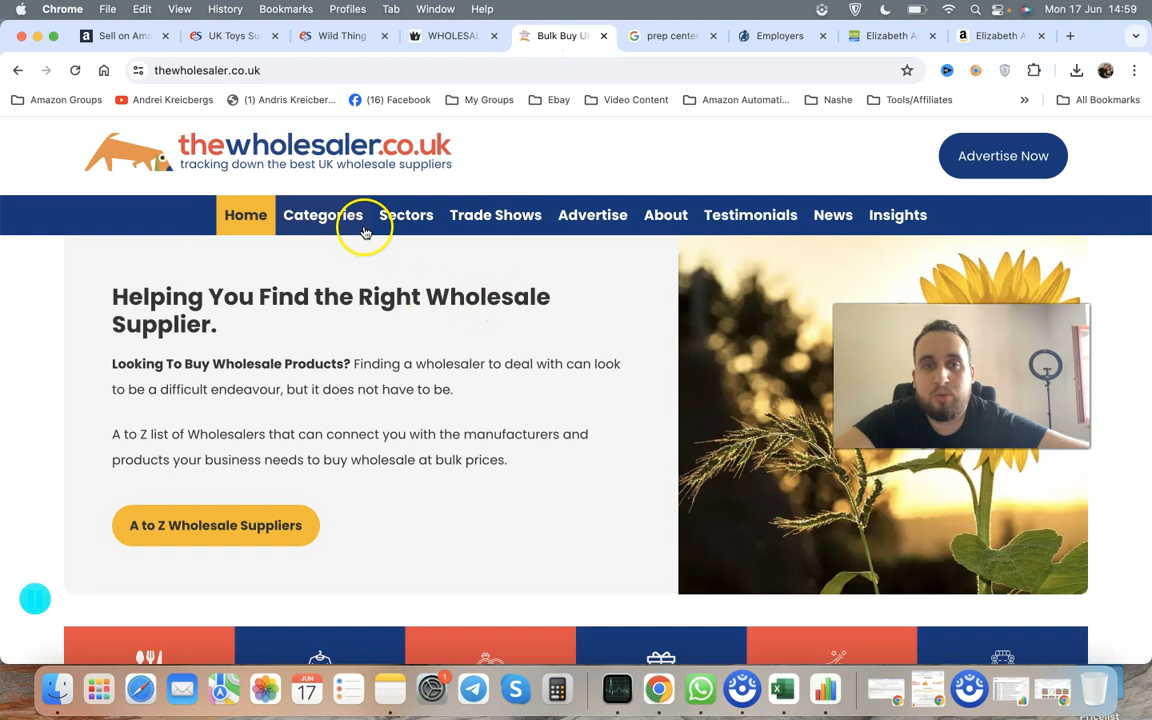 Chrome File Edit View History Bookmarks Profiles Tab Window Help Mon 17 Jun 14:59
Sell on Ama UK Toys Su Wild Thing WHOLESAL Bulk Buy U prep center Employers Elizabeth A Elizabeth A
thewholesaler.co.uk
Amazon Groups Andrei Kreicbergs (1) Andris Kreicber... (16) Facebook My Groups Ebay Video Content Amazon Automati... Nashe Tools/Affiliates » All Bookmarks
thewholesaler.co.uk
tracking down the best UK wholesale suppliers
Advertise Now
Home Categories Sectors Trade Shows Advertise About Testimonials News Insights
Helping You Find the Right Wholesale
Supplier.
Looking To Buy Wholesale Products? Finding a wholesaler to deal with can look
to be a difficult endeavour, but it does not have to be.
A to Z list of Wholesalers that can connect you with the manufacturers and
products your business needs to buy wholesale at bulk prices.
A to Z Wholesale Suppliers
JUN
17
1
Pricelist